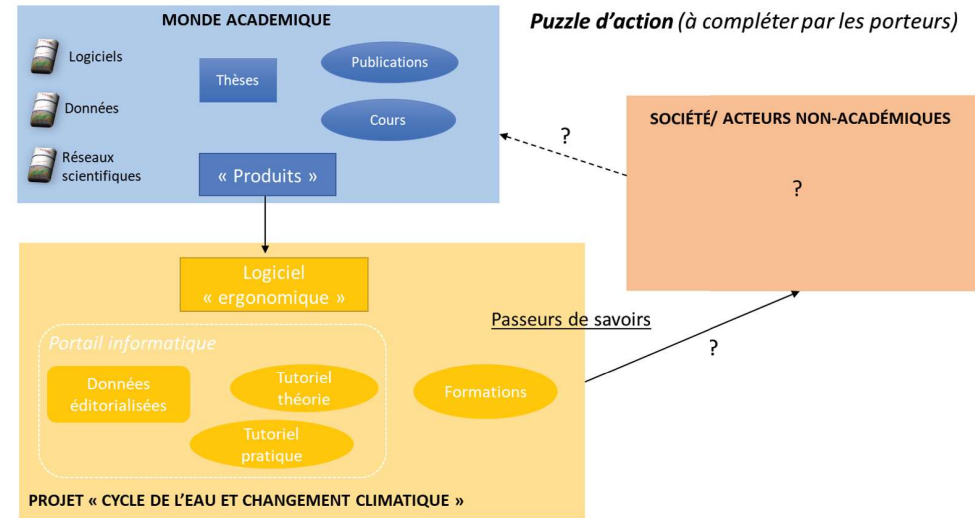 MONDE ACADEMIQUE
Puzzle d’action (à compléter par les porteurs)
Logiciels
Données
Réseaux
scientifiques
Thèses
Publications
Cours
« Produits »
?
SOCIÉTÉ/ ACTEURS NON-ACADÉMIQUES
?
Logiciel
« ergonomique »
Passeurs de savoirs
?
Portail informatique
Données
éditorialisées
Tutoriel
théorie
Tutoriel
pratique
Formations
PROJET « CYCLE DE L’EAU ET CHANGEMENT CLIMATIQUE »